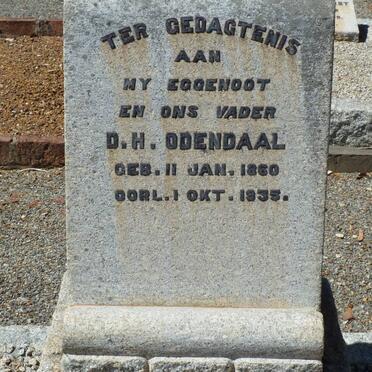 TER GEDAGTENIS
AAN
MY EGGENOOT
EN ONS VADER
D.H. ODENDAAL
GEB. 11 JAN. 1860
OORL. 1 OKT. 1935.